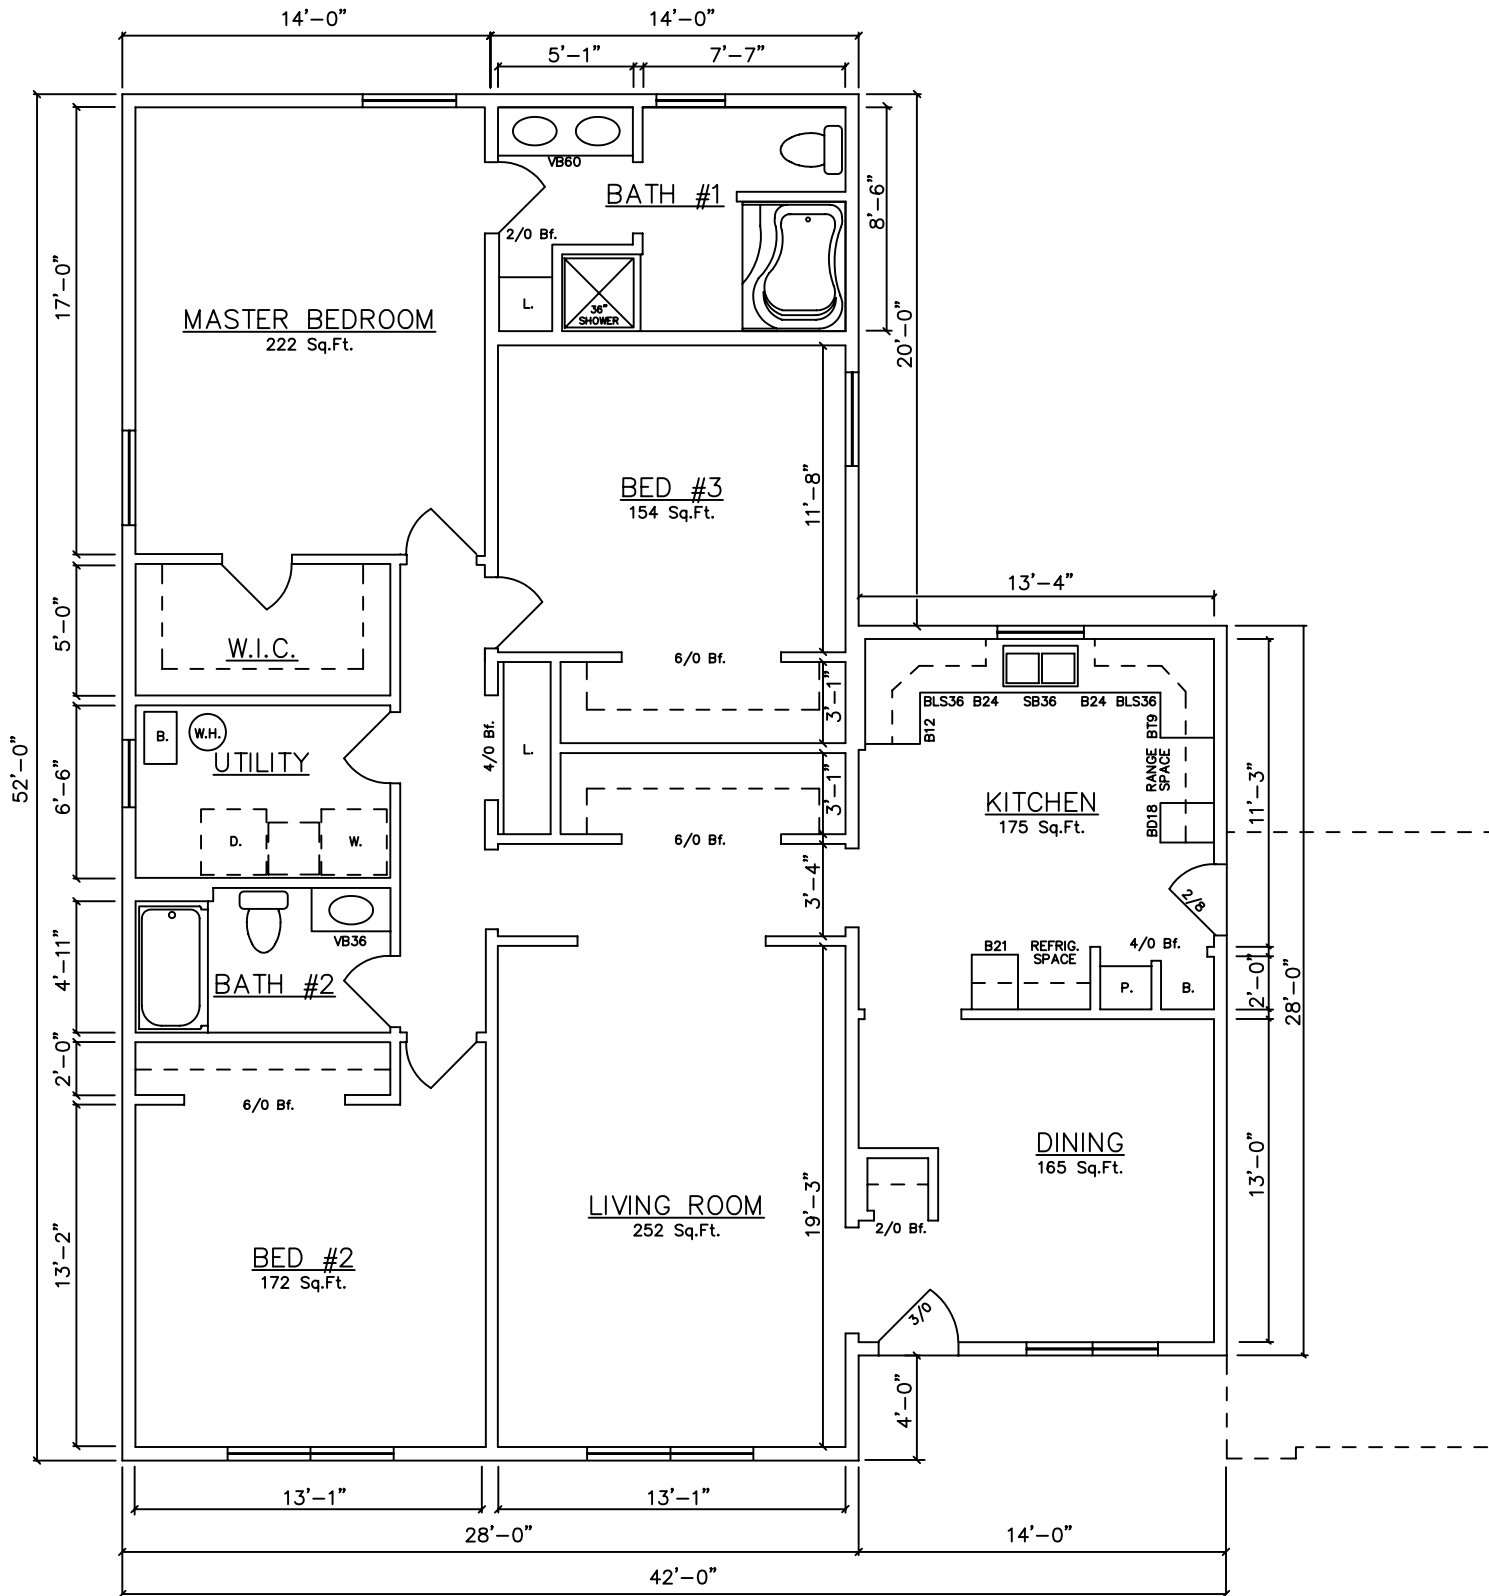 14'-0"
14'-0"
5'-1"
7'-7"
VB60
BATH #1
8'-6"
2/0 Bf.
17'-0"
L.
36"
SHOWER
MASTER BEDROOM
222 Sq.Ft.
20'-0"
BED #3
154 Sq.Ft.
11'-8"
13'-4"
5'-0"
W.I.C.
6/0 Bf.
3'-1"
BLS36
B24
SB36
B24
BLS36
B12
BT9
B.
W.H.
UTILITY
4/0 Bf.
L.
52'-0"
6'-6"
3'-1"
RANGE
SPACE
KITCHEN
175 Sq.Ft.
BD18
11'-3"
D.
W.
6/0 Bf.
3'-4"
2/8
VB36
4'-11"
BATH #2
B21
REFRIG.
SPACE
4/0 Bf.
P.
B.
2'-0"
28'-0"
2'-0"
6/0 Bf.
DINING
165 Sq.Ft.
13'-0"
LIVING ROOM
252 Sq.Ft.
19'-3"
2/0 Bf.
13'-2"
BED #2
172 Sq.Ft.
3/0
4'-0"
13'-1"
13'-1"
28'-0"
14'-0"
42'-0"